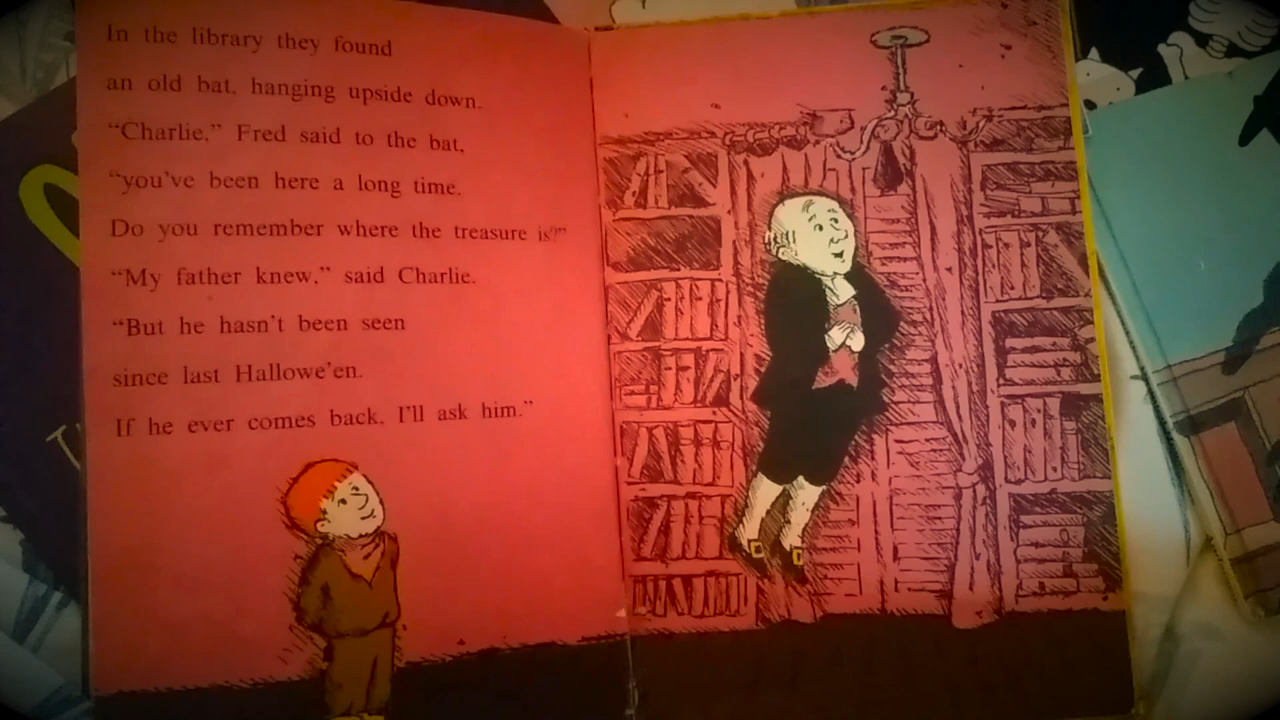 In the library they found
an old bat, hanging upside down.
“Charlie,” Fred said to the bat,
“you’ve been here a long time.
Do you remember where the treasure is?”
“My father knew,” said Charlie.
“But he hasn’t been seen
since last Hallowe’en.
If he ever comes back, I’ll ask him.”